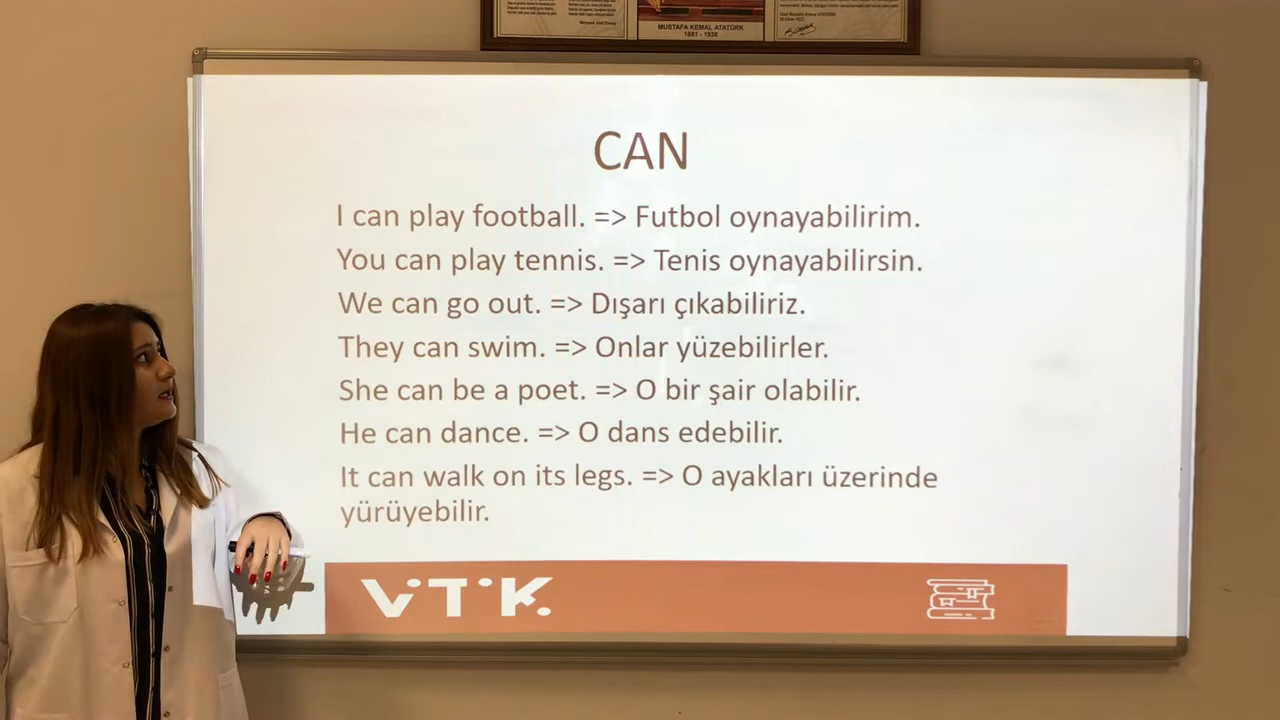 MUSTAFA KEMAL ATATÜRK
1881 - 1938
CAN
I can play football. => Futbol oynayabilirim.
You can play tennis. => Tenis oynayabilirsin.
We can go out. => Dışarı çıkabiliriz.
They can swim. => Onlar yüzebilirler.
She can be a poet. => O bir şair olabilir.
He can dance. => O dans edebilir.
It can walk on its legs. => O ayakları üzerinde
yürüyebilir.
VITIK